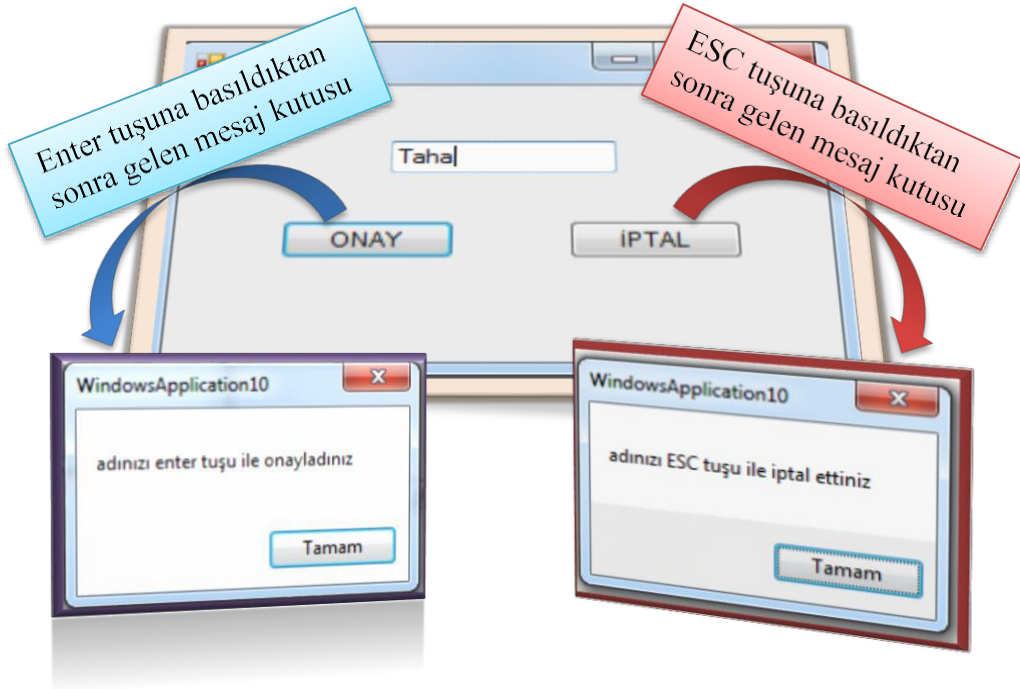 Enter tuşuna basıldıktan
sonra gelen mesaj kutusu
ESC tuşuna basıldıktan
sonra gelen mesaj kutusu
Taha
ONAY
iPTAL
WindowsApplication10
adınızı enter tuşu ile onayladınız
Tamam
WindowsApplication10
adınızı ESC tuşu ile iptal ettiniz
Tamam